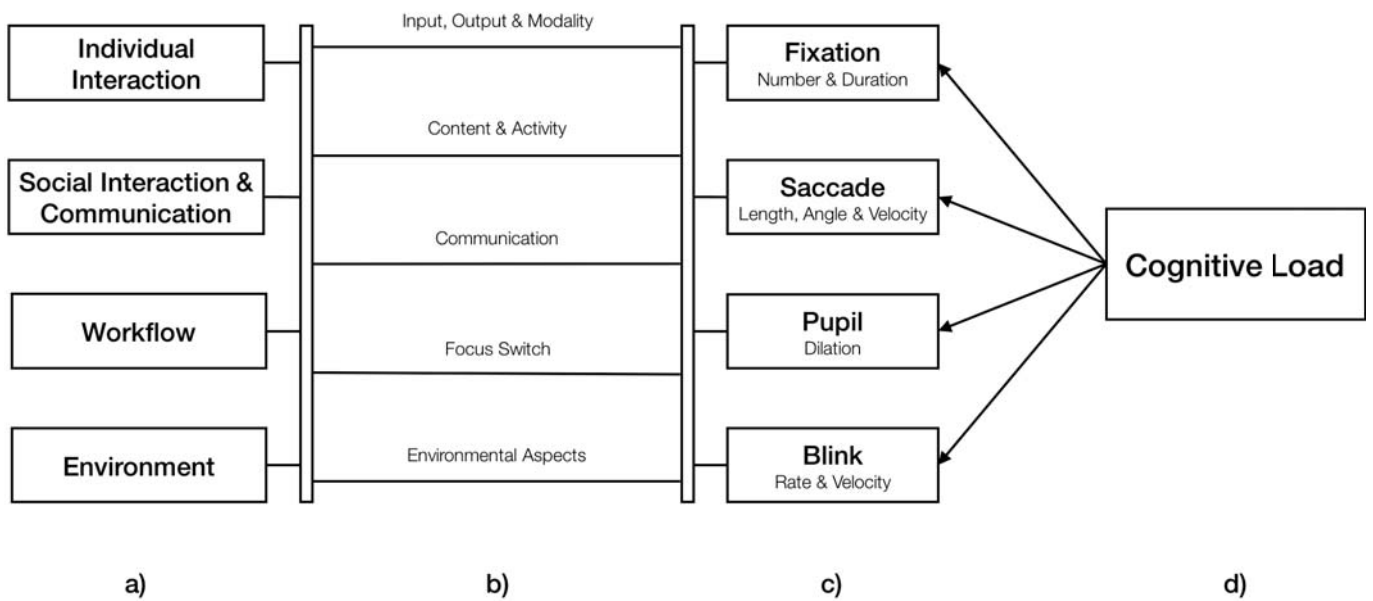 Individual
Interaction
Social Interaction &
Communication
Workflow
Environment
Input, Output & Modality
Content & Activity
Communication
Focus Switch
Environmental Aspects
Fixation
Number & Duration
Saccade
Length, Angle & Velocity
Pupil
Dilation
Blink
Rate & Velocity
Cognitive Load
a)
b)
c)
d)